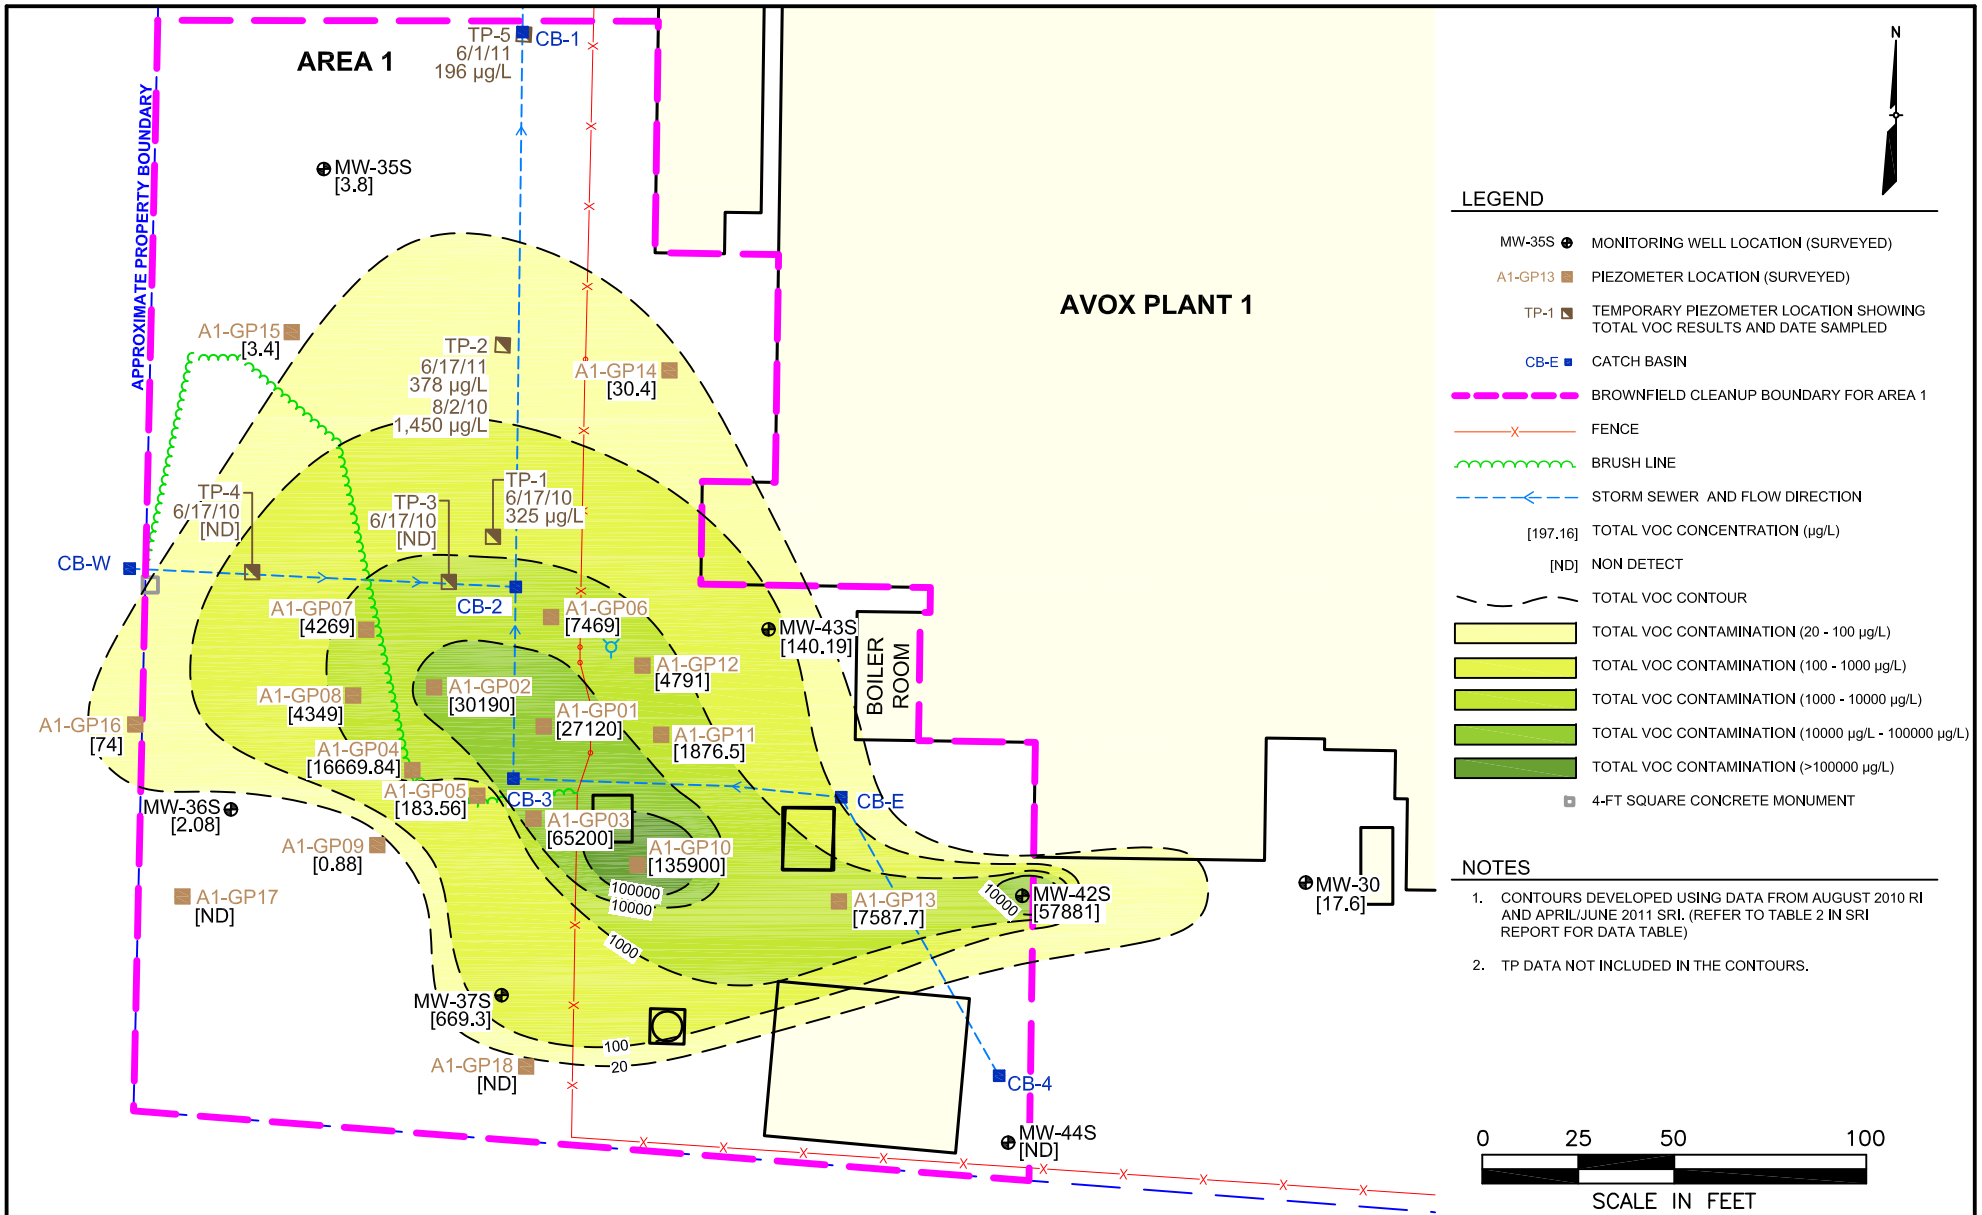 AREA 1
TP-5
6/1/11
196 µg/L
CB-1
APPROXIMATE PROPERTY BOUNDARY
MW-35S
[3.8]
A1-GP15
[3.4]
TP-2
6/17/11
378 µg/L
8/2/10
1,450 µg/L
A1-GP14
[30.4]
AVOX PLANT 1
TP-4
6/17/10
[ND]
TP-3
6/17/10
[ND]
TP-1
6/17/10
325 µg/L
CB-W
CB-2
A1-GP07
[4269]
A1-GP06
[7469]
MW-43S
[140.19]
BOILER
ROOM
A1-GP12
[4791]
A1-GP02
[30190]
A1-GP08
[4349]
A1-GP01
[27120]
A1-GP11
[1876.5]
A1-GP16
[74]
A1-GP04
[16669.84]
A1-GP05
[183.56]
CB-3
CB-E
MW-36S
[2.08]
A1-GP03
[65200]
A1-GP09
[0.88]
A1-GP10
[135900]
A1-GP17
[ND]
100000
10000
1000
A1-GP13
[7587.7]
10000
MW-42S
[57881]
MW-30
[17.6]
MW-37S
[669.3]
100
20
A1-GP18
[ND]
CB-4
MW-44S
[ND]
N
LEGEND
MW-35S MONITORING WELL LOCATION (SURVEYED)
A1-GP13 PIEZOMETER LOCATION (SURVEYED)
TP-1 TEMPORARY PIEZOMETER LOCATION SHOWING
TOTAL VOC RESULTS AND DATE SAMPLED
CB-E CATCH BASIN
BROWNFIELD CLEANUP BOUNDARY FOR AREA 1
X FENCE
BRUSH LINE
STORM SEWER AND FLOW DIRECTION
[197.16] TOTAL VOC CONCENTRATION (µg/L)
[ND] NON DETECT
TOTAL VOC CONTOUR
TOTAL VOC CONTAMINATION (20 - 100 µg/L)
TOTAL VOC CONTAMINATION (100 - 1000 µg/L)
TOTAL VOC CONTAMINATION (1000 - 10000 µg/L)
TOTAL VOC CONTAMINATION (10000 µg/L - 100000 µg/L)
TOTAL VOC CONTAMINATION (>100000 µg/L)
4-FT SQUARE CONCRETE MONUMENT
NOTES
1. CONTOURS DEVELOPED USING DATA FROM AUGUST 2010 RI
AND APRIL/JUNE 2011 SRI. (REFER TO TABLE 2 IN SRI
REPORT FOR DATA TABLE)
2. TP DATA NOT INCLUDED IN THE CONTOURS.
0 25 50 100
SCALE IN FEET